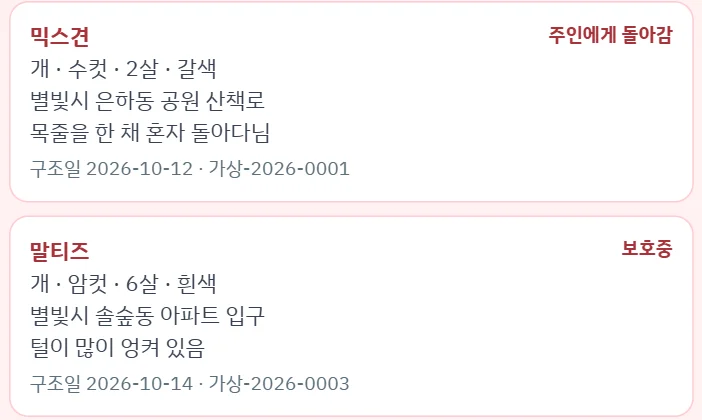 믹스견
주인에게 돌아감
개 · 수컷 · 2살 · 갈색
별빛시 은하동 공원 산책로
목줄을 한 채 혼자 돌아다님
구조일 2026-10-12 · 가상-2026-0001
말티즈
보호중
개 · 암컷 · 6살 · 흰색
별빛시 솔숲동 아파트 입구
털이 많이 엉켜 있음
구조일 2026-10-14 · 가상-2026-0003